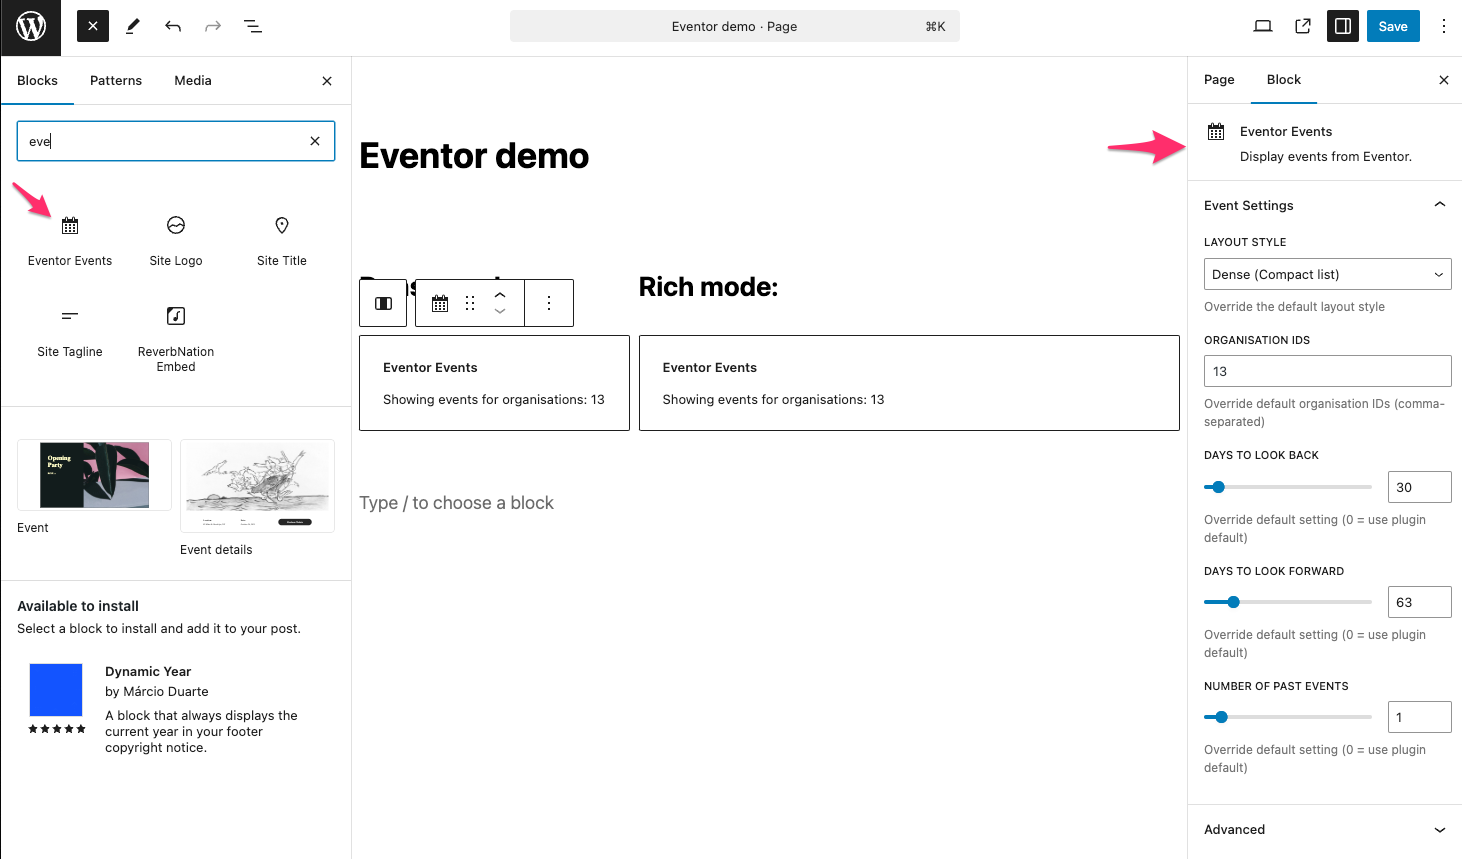 Eventor demo · Page
⌘K
Save
Blocks
Patterns
Media
eve
Eventor Events
Site Logo
Site Title
Site Tagline
ReverbNation
Embed
Opening
Party
Event
Event details
Available to install
Select a block to install and add it to your post.
Dynamic Year
by Márcio Duarte
A block that always displays the
current year in your footer
copyright notice.
Eventor demo
Rich mode:
Eventor Events
Showing events for organisations: 13
Eventor Events
Showing events for organisations: 13
Type / to choose a block
Page
Block
Eventor Events
Display events from Eventor.
Event Settings
LAYOUT STYLE
Dense (Compact list)
Override the default layout style
ORGANISATION IDS
13
Override default organisation IDs (comma-
separated)
DAYS TO LOOK BACK
30
Override default setting (0 = use plugin
default)
DAYS TO LOOK FORWARD
63
Override default setting (0 = use plugin
default)
NUMBER OF PAST EVENTS
1
Override default setting (0 = use plugin
default)
Advanced